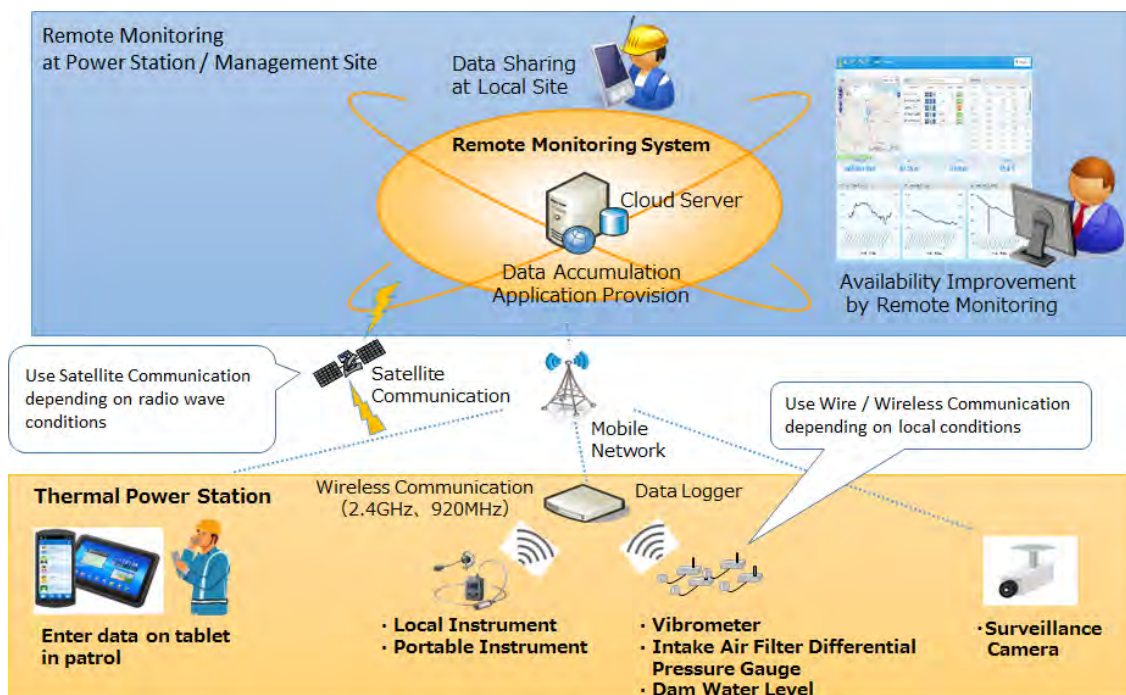 Remote Monitoring
at Power Station / Management Site
Data Sharing
at Local Site
Remote Monitoring System
Cloud Server
Data Accumulation
Application Provision
Availability Improvement
by Remote Monitoring
Use Satellite Communication
depending on radio wave
conditions
Satellite
Communication
Mobile
Network
Use Wire / Wireless Communication
depending on local conditions
Thermal Power Station
Wireless Communication
(2.4GHz、920MHz)
Data Logger
Enter data on tablet
in patrol
・Local Instrument
・Portable Instrument
・Vibrometer
・Intake Air Filter Differential
Pressure Gauge
・Dam Water Level
・Surveillance
Camera